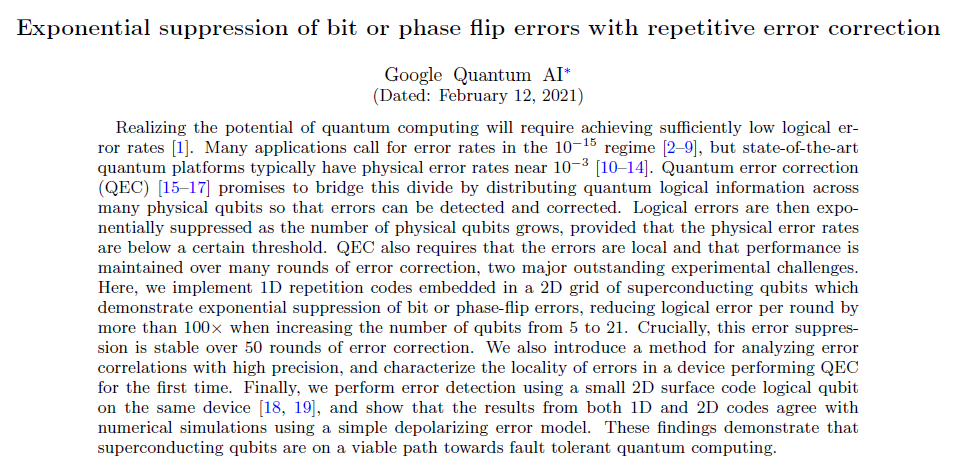 Exponential suppression of bit or phase flip errors with repetitive error correction
Google Quantum AI*
(Dated: February 12, 2021)
Realizing the potential of quantum computing will require achieving sufficiently low logical er-
ror rates [1]. Many applications call for error rates in the 10⁻¹⁵ regime [2–9], but state-of-the-art
quantum platforms typically have physical error rates near 10⁻³ [10–14]. Quantum error correction
(QEC) [15–17] promises to bridge this divide by distributing quantum logical information across
many physical qubits so that errors can be detected and corrected. Logical errors are then expo-
nentially suppressed as the number of physical qubits grows, provided that the physical error rates
are below a certain threshold. QEC also requires that the errors are local and that performance is
maintained over many rounds of error correction, two major outstanding experimental challenges.
Here, we implement 1D repetition codes embedded in a 2D grid of superconducting qubits which
demonstrate exponential suppression of bit or phase-flip errors, reducing logical error per round by
more than 100× when increasing the number of qubits from 5 to 21. Crucially, this error suppres-
sion is stable over 50 rounds of error correction. We also introduce a method for analyzing error
correlations with high precision, and characterize the locality of errors in a device performing QEC
for the first time. Finally, we perform error detection using a small 2D surface code logical qubit
on the same device [18, 19], and show that the results from both 1D and 2D codes agree with
numerical simulations using a simple depolarizing error model. These findings demonstrate that
superconducting qubits are on a viable path towards fault tolerant quantum computing.